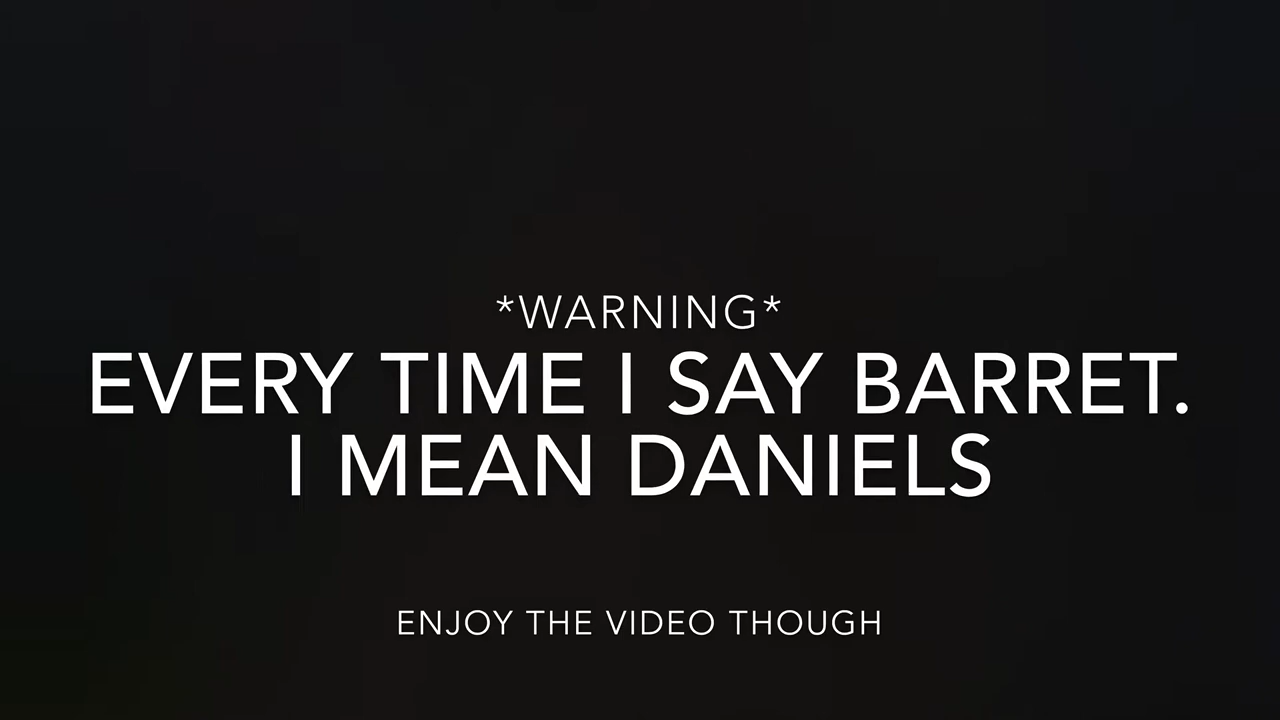 *WARNING*
EVERY TIME I SAY BARRET.
I MEAN DANIELS
ENJOY THE VIDEO THOUGH